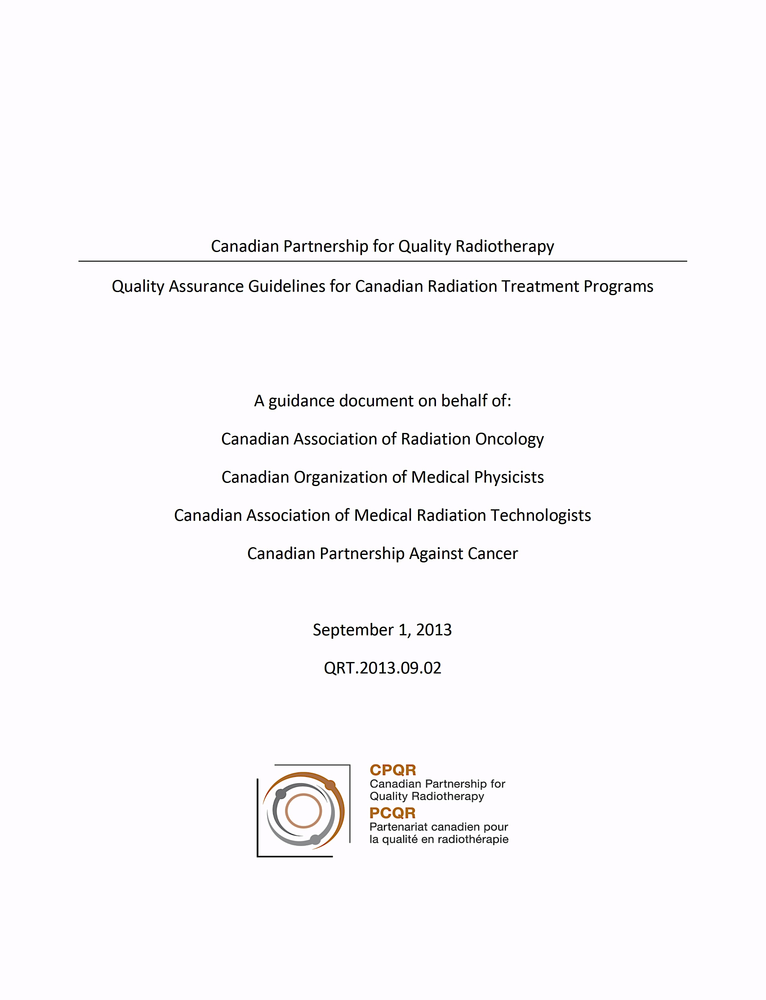 Canadian Partnership for Quality Radiotherapy
Quality Assurance Guidelines for Canadian Radiation Treatment Programs
A guidance document on behalf of:
Canadian Association of Radiation Oncology
Canadian Organization of Medical Physicists
Canadian Association of Medical Radiation Technologists
Canadian Partnership Against Cancer
September 1, 2013
QRT.2013.09.02
CPQR
Canadian Partnership for
Quality Radiotherapy
PCQR
Partenariat canadien pour
la qualité en radiothérapie